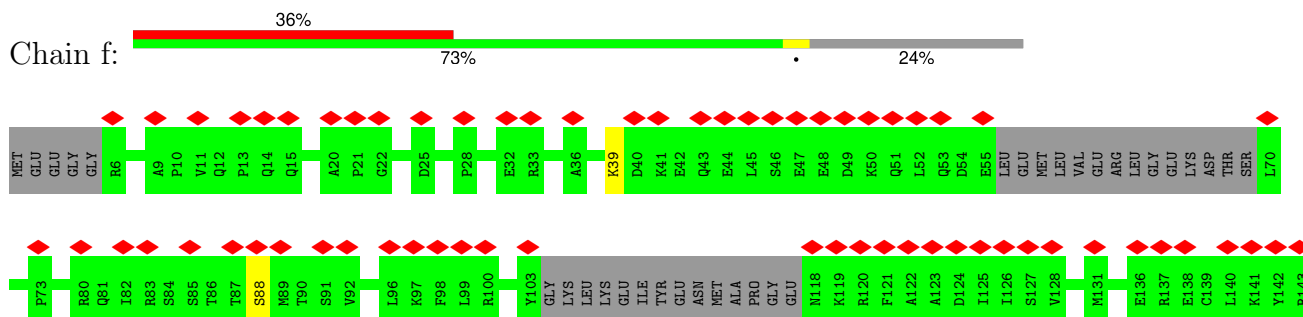 36%
Chain f:
73%
•
24%
MET GLU GLU GLY GLY R6 A9 P10 V11 Q12 P13 Q14 Q15 A20 P21 G22 D25 P28 E32 R33 A36 K39 D40 K41 E42 Q43 E44 L45 S46 E47 E48 D49 K50 Q51 L52 Q53 D54 E55 LEU GLU MET LEU VAL GLU ARG LEU GLY GLU LYS ASP THR SER L70
P73 R80 Q81 I82 R83 S84 S85 T86 T87 S88 M89 T90 S91 V92 L96 K97 F98 L99 R100 Y103 GLY LYS LEU LYS GLU ILE TYR GLU ASN MET ALA PRO GLY GLU N118 K119 R120 F121 A122 A123 D124 I125 I126 S127 V128 M131 E136 R137 E138 C139 L140 K141 Y142